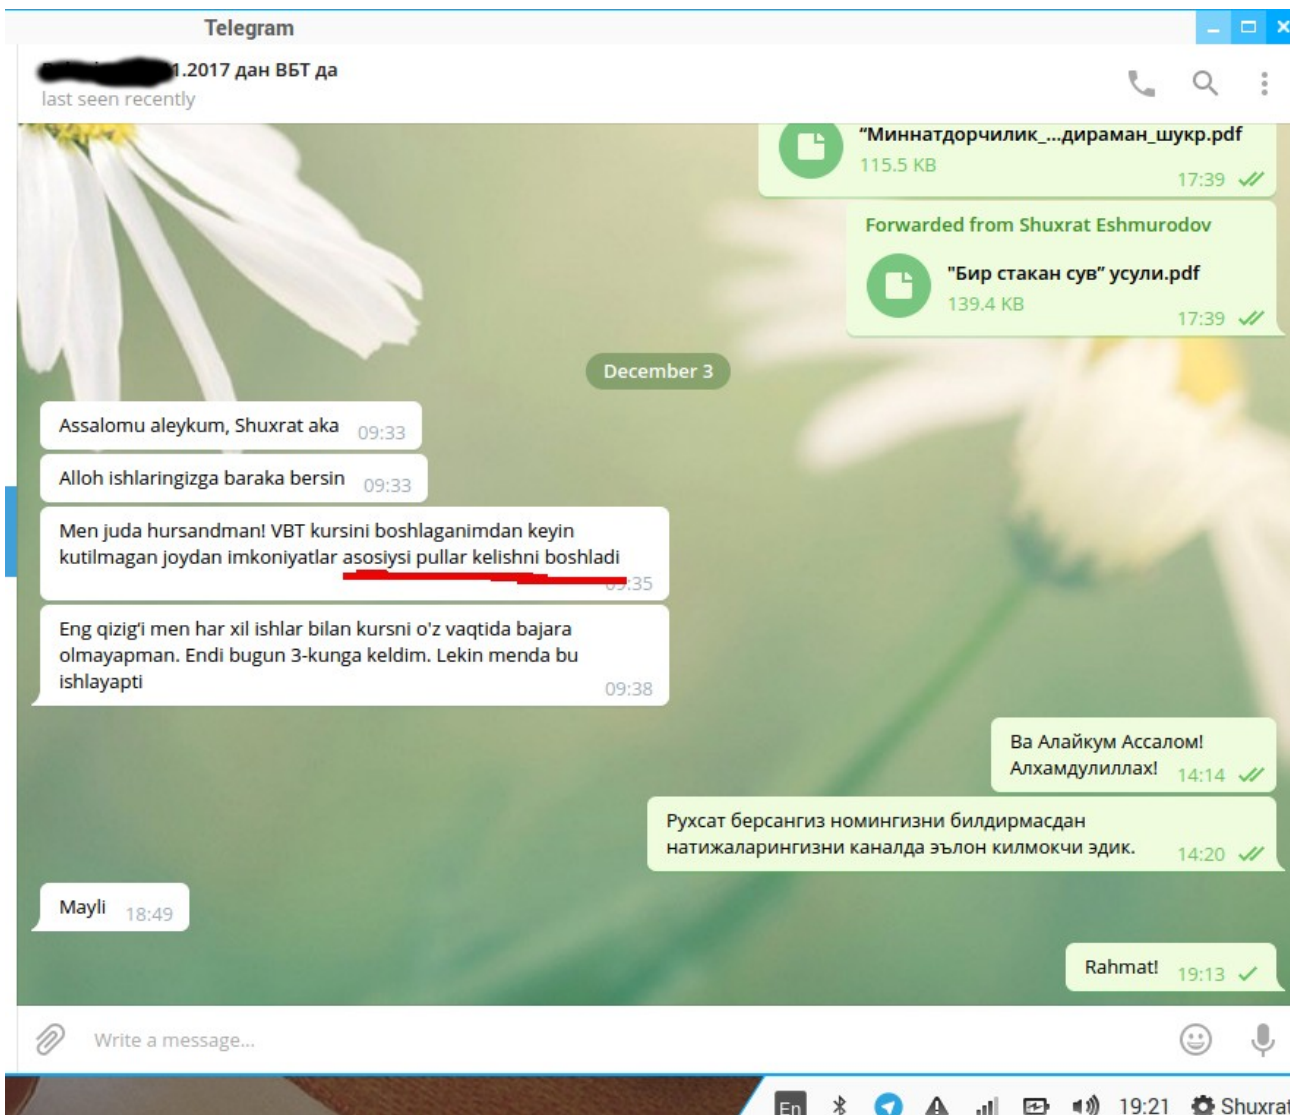 Telegram
1.2017 дан ВБТ да
last seen recently
“Миннатдорчилик_...дираман_шукр.pdf
115.5 KB
17:39
Forwarded from Shuxrat Eshmurodov
"Бир стакан сув” усули.pdf
139.4 KB
17:39
December 3
Assalomu aleykum, Shuxrat aka 09:33
Alloh ishlaringizga baraka bersin 09:33
Men juda hursandman! VBT kursini boshlaganimdan keyin
kutilmagan joydan imkoniyatlar asosiysi pullar kelishni boshladi
09:35
Eng qizig‘i men har xil ishlar bilan kursni o'z vaqtida bajara
olmayapman. Endi bugun 3-kunga keldim. Lekin menda bu
ishlayapti
09:38
Ва Алайкум Ассалом!
Алхамдулиллах! 14:14
Рухсат берсангиз номингизни билдирмасдан
натижаларингизни каналда эълон килмокчи эдик. 14:20
Mayli 18:49
Rahmat! 19:13
Write a message...
En 19:21 Shuxrat